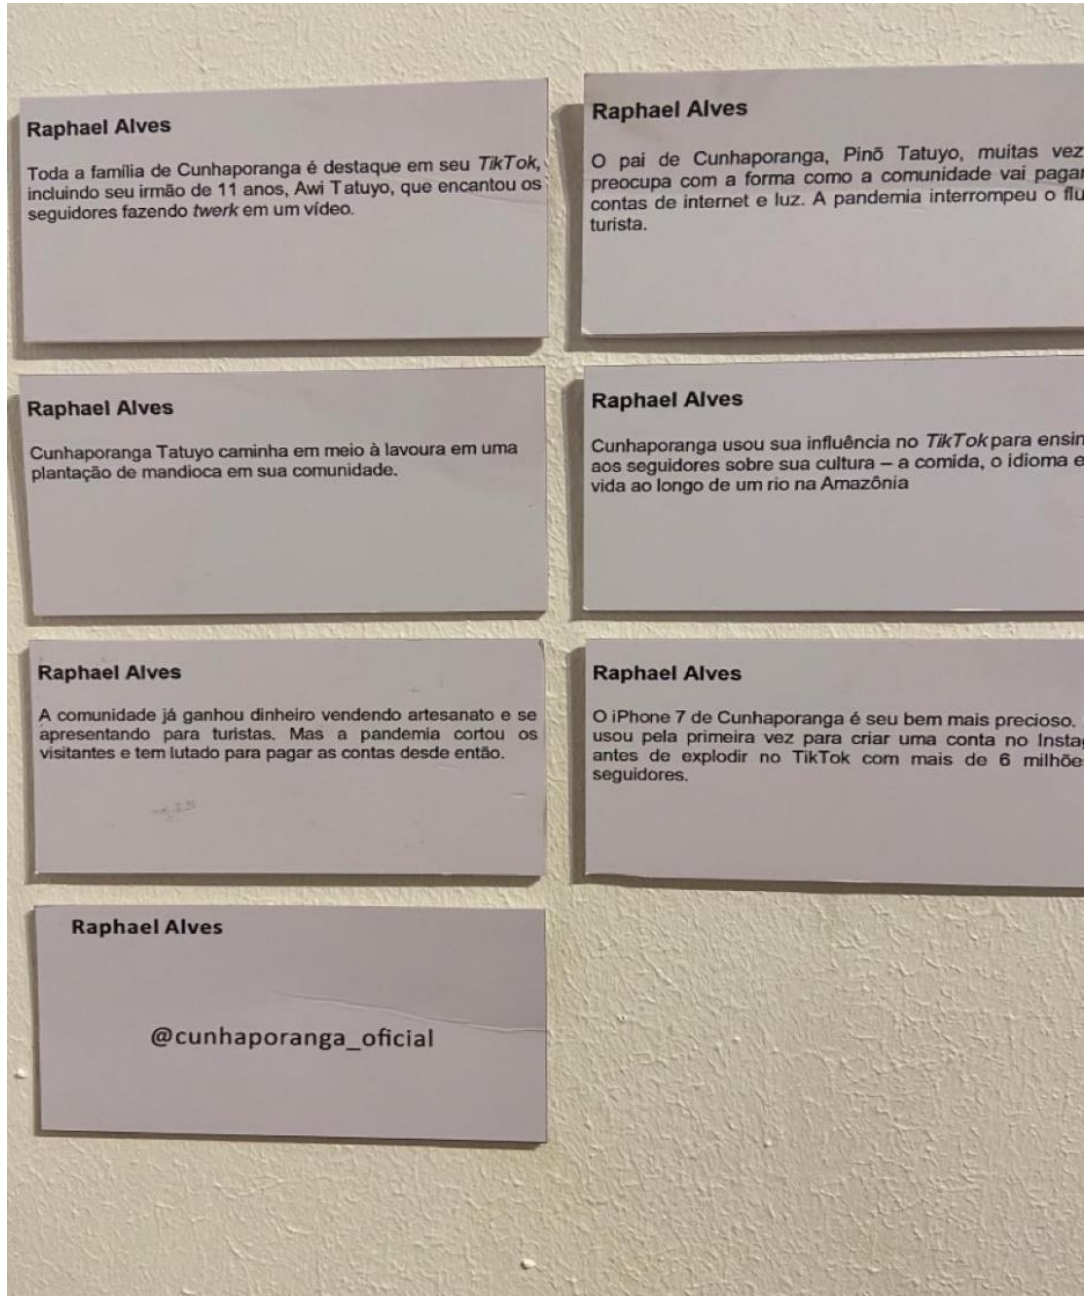 Raphael Alves
Toda a família de Cunhaporanga é destaque em seu TikTok,
incluindo seu irmão de 11 anos, Awi Tatuyo, que encantou os
seguidores fazendo twerk em um vídeo.
Raphael Alves
O pai de Cunhaporanga, Pinõ Tatuyo, muitas
preocupa com a forma como a comunidade vai
contas de internet e luz. A pandemia interrompeu o
turista.
Raphael Alves
Cunhaporanga Tatuyo caminha em meio à lavoura em uma
plantação de mandioca em sua comunidade.
Raphael Alves
Cunhaporanga usou sua influência no TikTok para
aos seguidores sobre sua cultura – a comida, o idioma e
vida ao longo de um rio na Amazônia
Raphael Alves
A comunidade já ganhou dinheiro vendendo artesanato e se
apresentando para turistas. Mas a pandemia cortou os
visitantes e tem lutado para pagar as contas desde então.
Raphael Alves
O iPhone 7 de Cunhaporanga é seu bem mais precioso.
usou pela primeira vez para criar uma conta no
antes de explodir no TikTok com mais de 6
seguidores.
Raphael Alves
@cunhaporanga_oficial